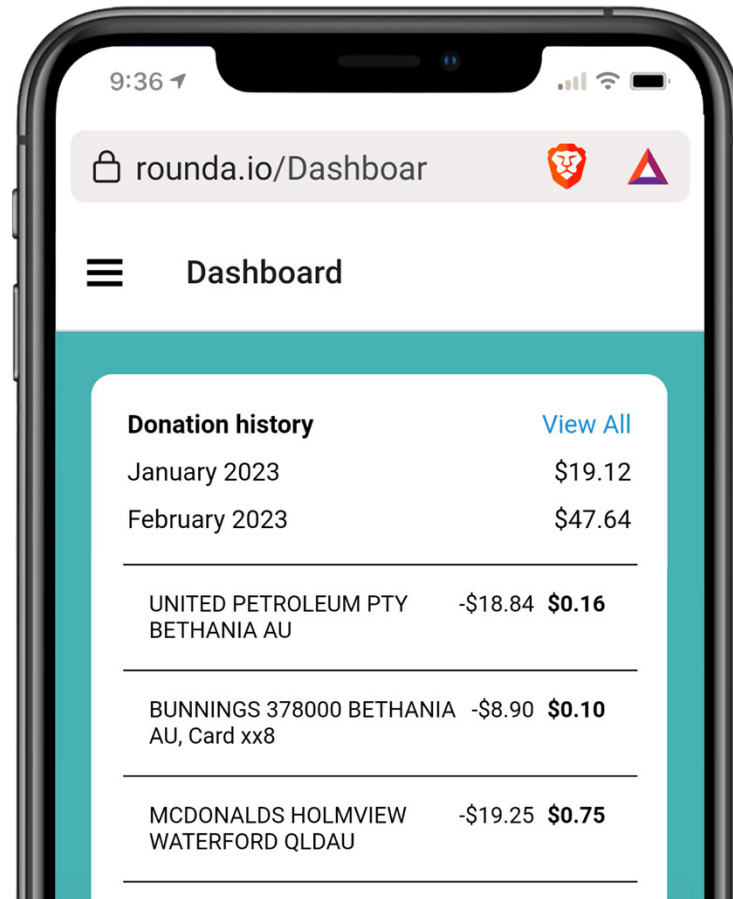 9:36
rounda.io/Dashboar
Dashboard
Donation history View All
January 2023 $19.12
February 2023 $47.64
UNITED PETROLEUM PTY -$18.84 $0.16
BETHANIA AU
BUNNINGS 378000 BETHANIA -$8.90 $0.10
AU, Card xx8
MCDONALDS HOLMVIEW -$19.25 $0.75
WATERFORD QLDAU